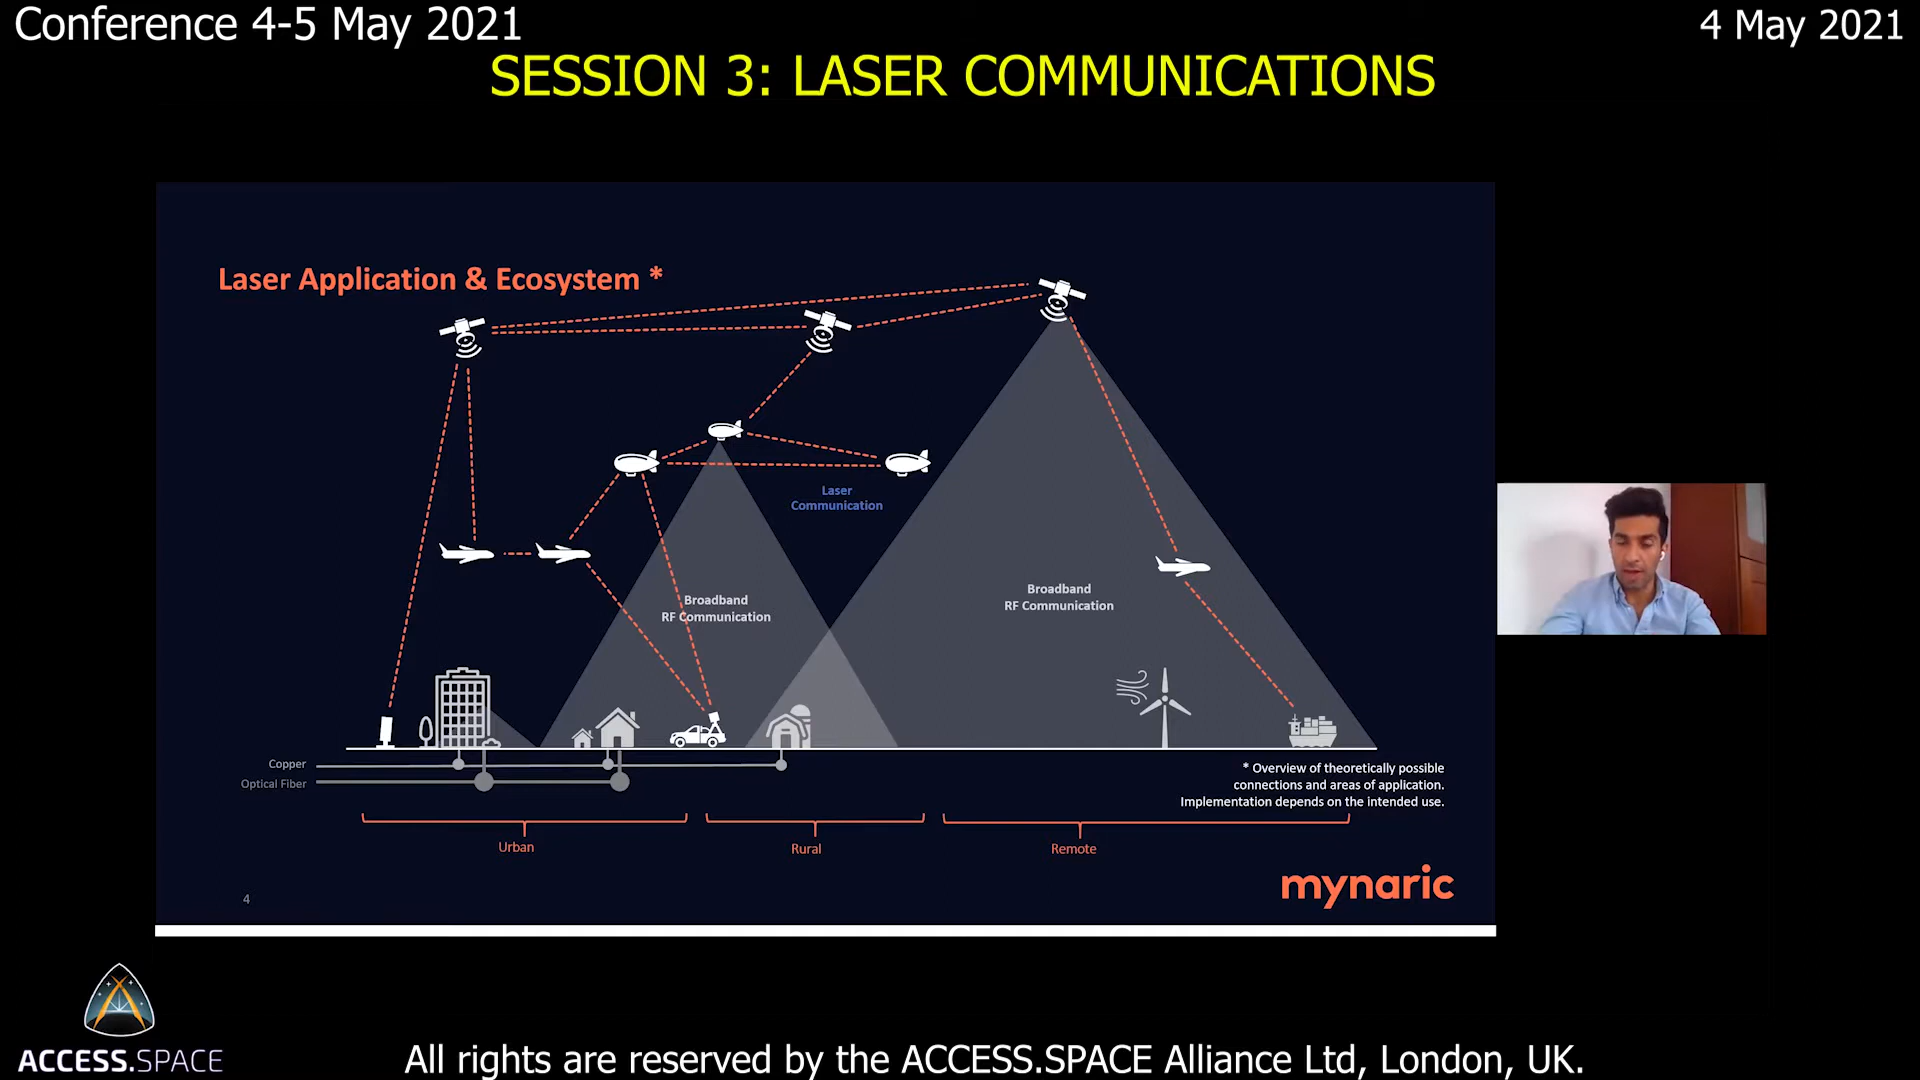 Conference 4-5 May 2021
4 May 2021
SESSION 3: LASER COMMUNICATIONS
Laser Application & Ecosystem *
Laser
Communication
Broadband
RF Communication
Broadband
RF Communication
Copper
Optical Fiber
* Overview of theoretically possible
connections and areas of application.
Implementation depends on the intended use.
Urban
Rural
Remote
mynaric
4
ACCESS.SPACE
All rights are reserved by the ACCESS.SPACE Alliance Ltd, London, UK.